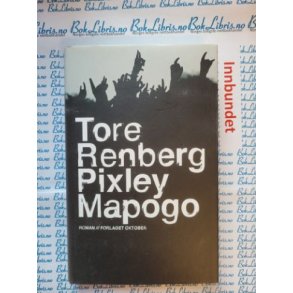 BokLibris.no
Innbundet
Tore
Renberg
Pixley
Mapogo
ROMAN // FORLAGET OKTOBER